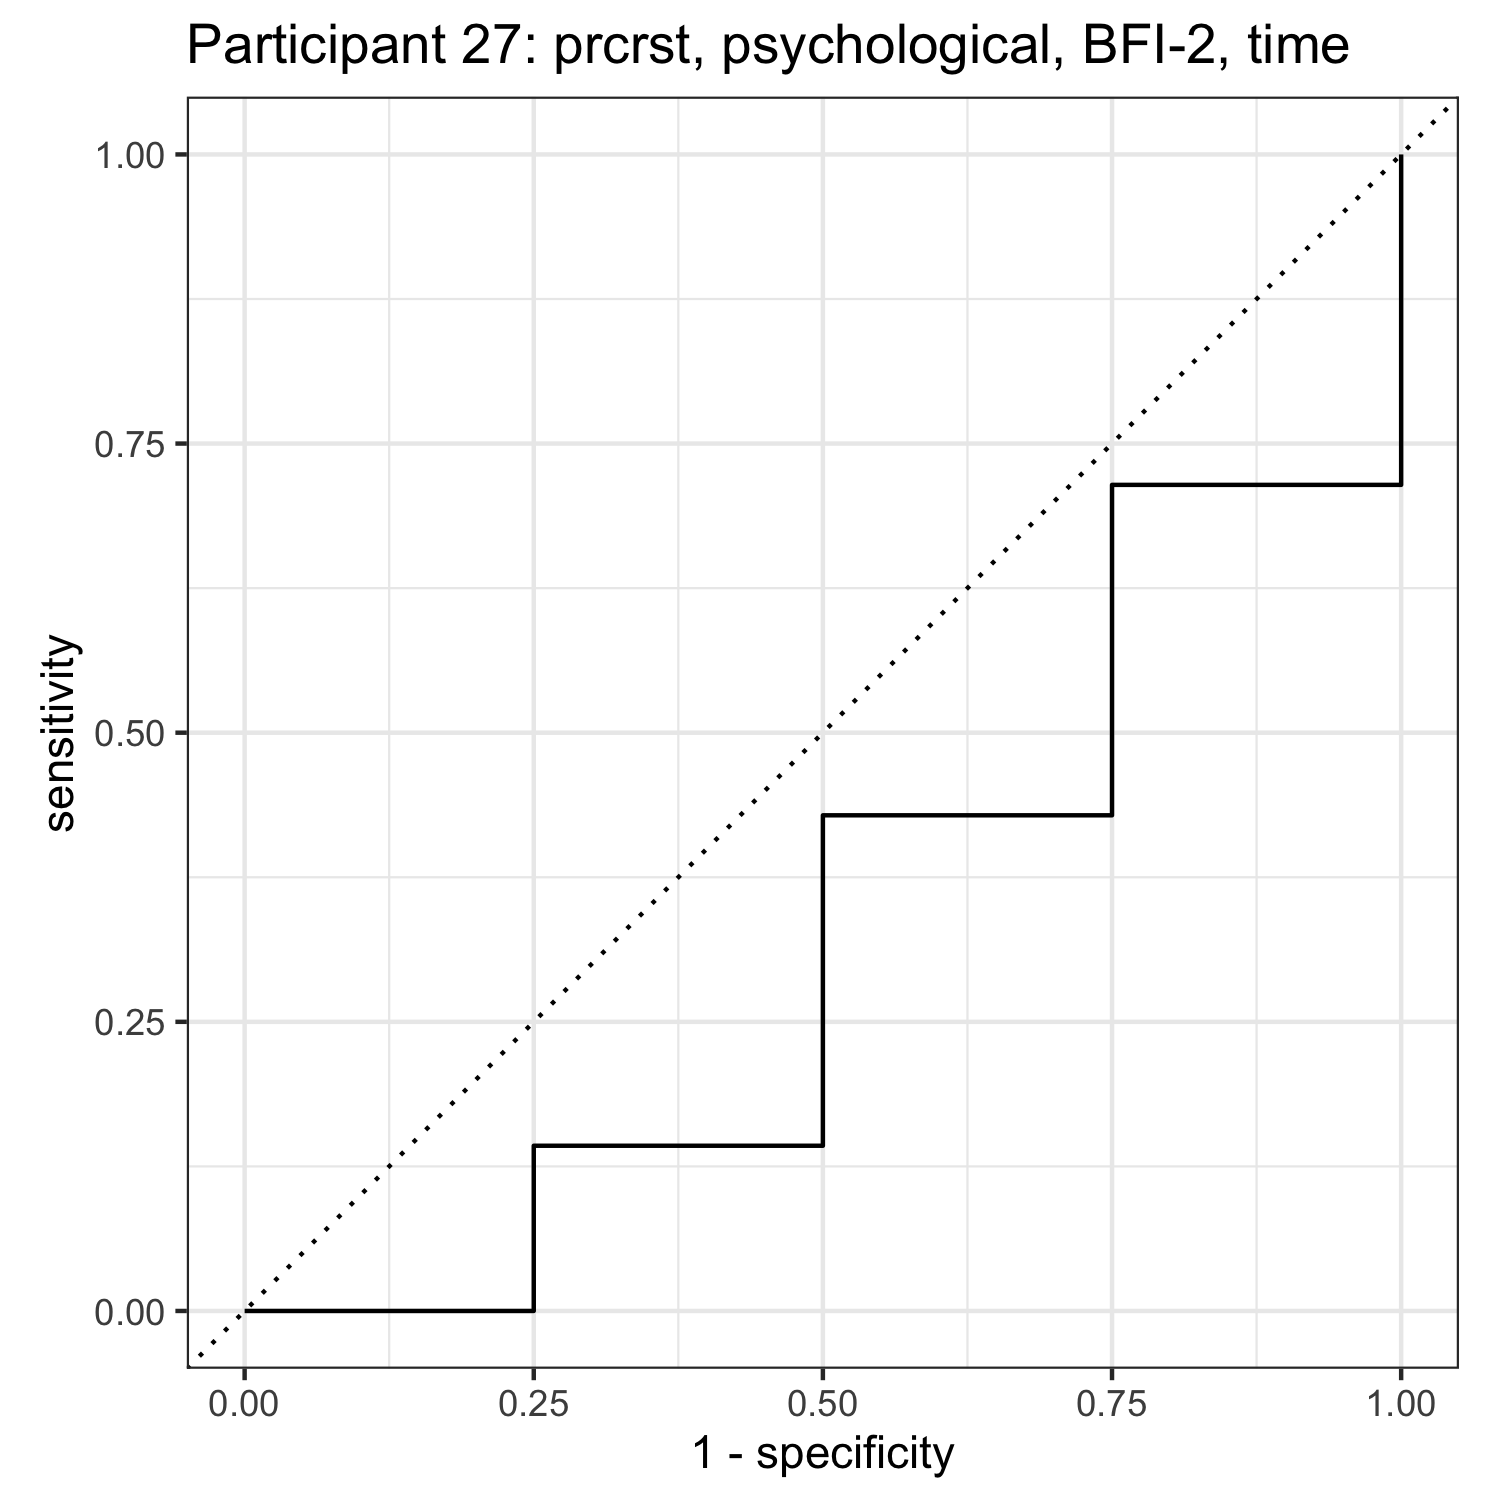 Participant 27: prcrst, psychological, BFI-2, time
1.00
0.75
0.50
0.25
0.00
sensitivity
0.00 0.25 0.50 0.75 1.00
1 - specificity